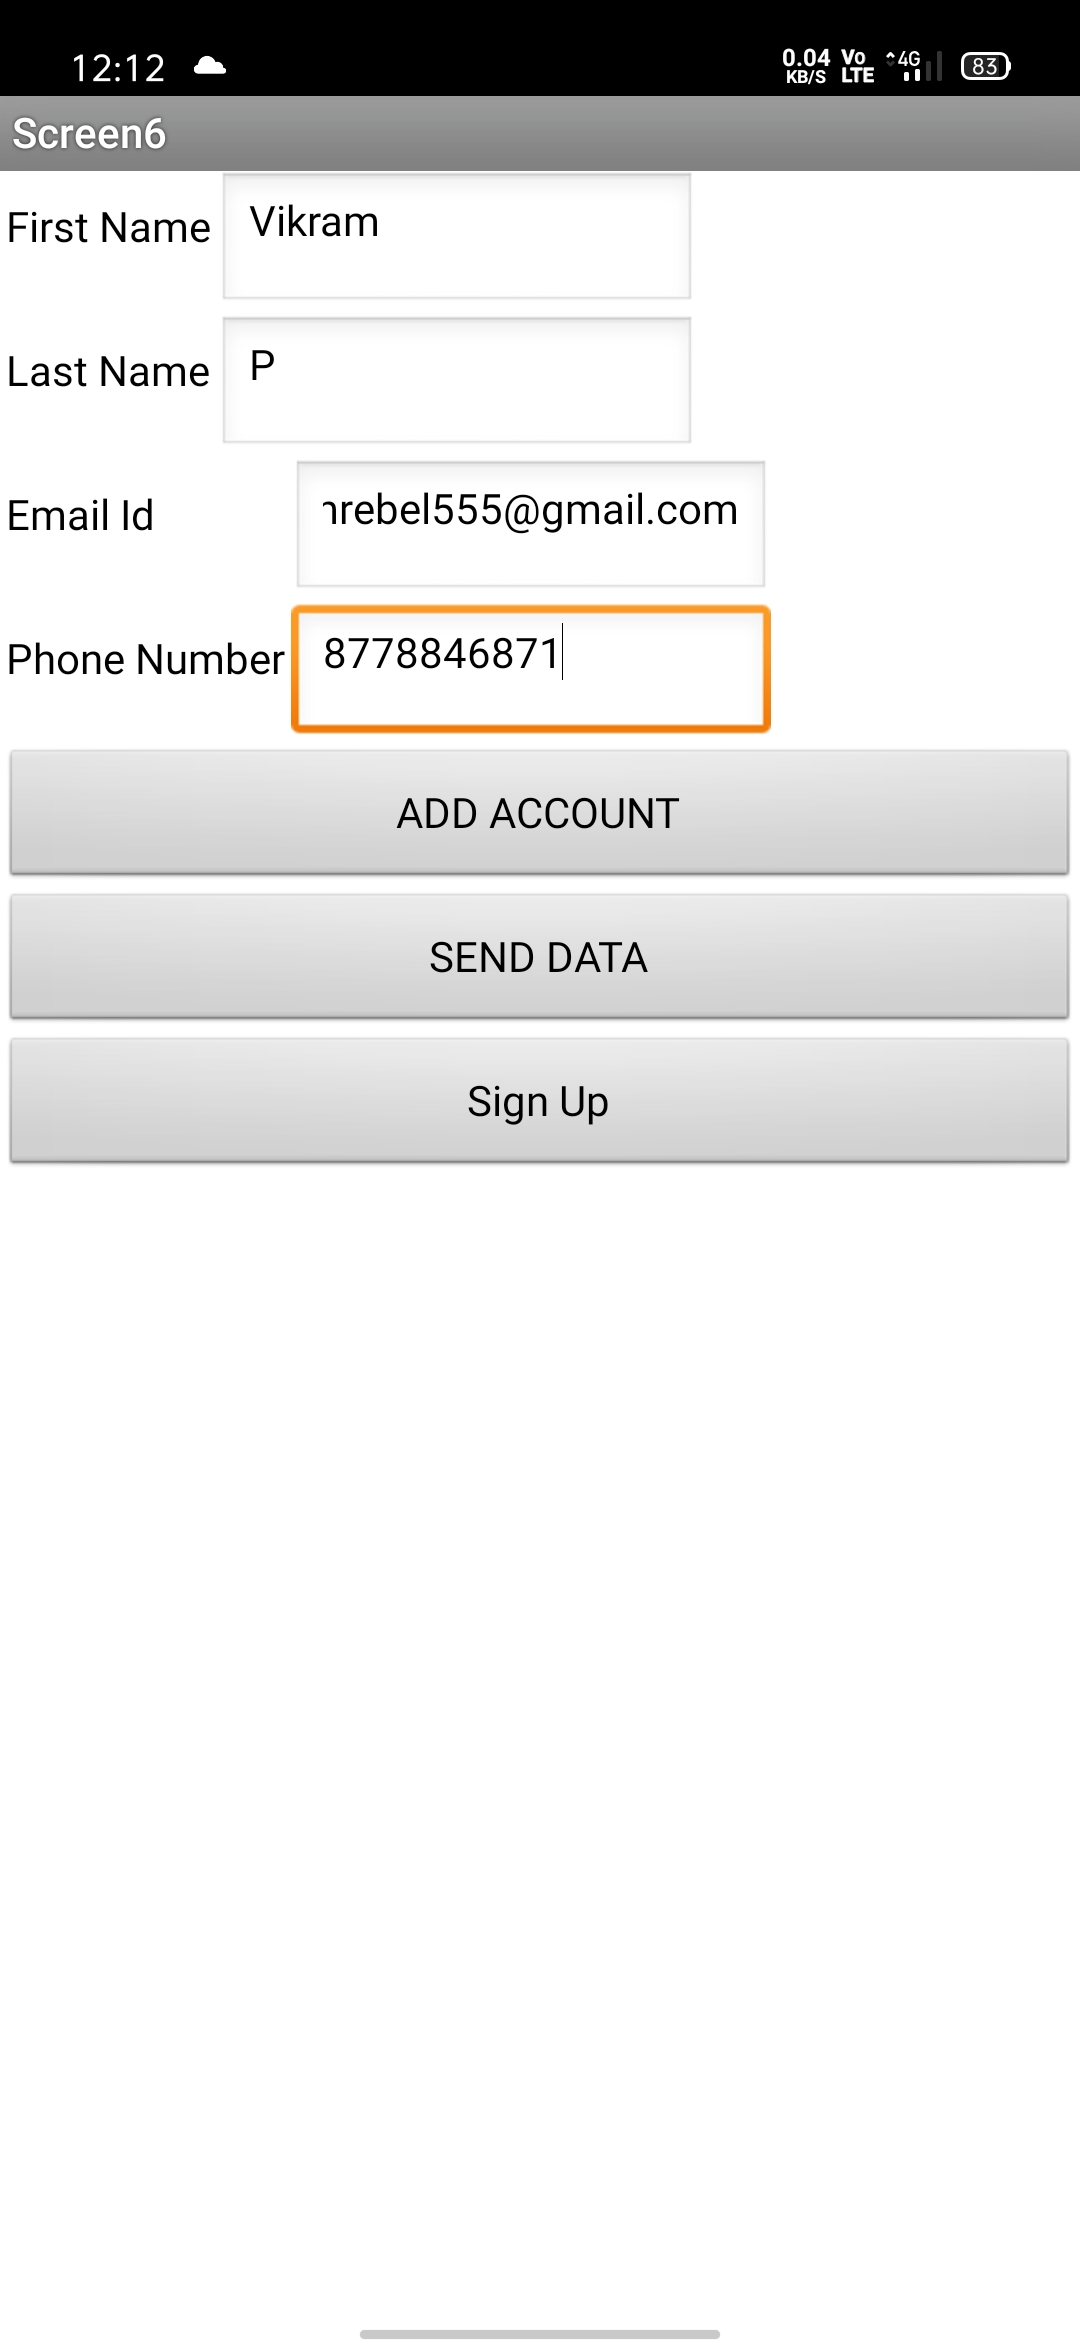 12:12 0.04 KB/S Vo LTE 4G 83
Screen6
First Name Vikram
Last Name P
Email Id rebel555@gmail.com
Phone Number 8778846871
ADD ACCOUNT
SEND DATA
Sign Up